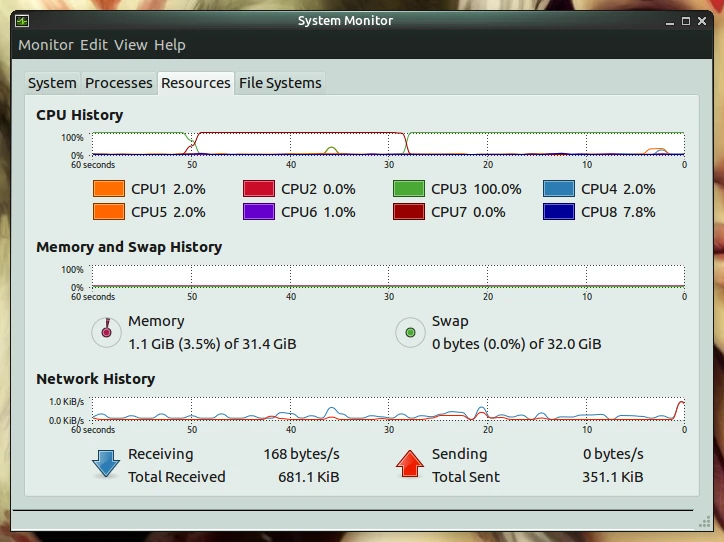 System Monitor
Monitor Edit View Help
System Processes Resources File Systems
CPU History
100%
0%
60 seconds 50 40 30 20 10 0
CPU1 2.0% CPU2 0.0% CPU3 100.0% CPU4 2.0%
CPU5 2.0% CPU6 1.0% CPU7 0.0% CPU8 7.8%
Memory and Swap History
100%
0%
60 seconds 50 40 30 20 10 0
Memory Swap
1.1 GiB (3.5%) of 31.4 GiB 0 bytes (0.0%) of 32.0 GiB
Network History
1.0 KiB/s
0.0 KiB/s
60 seconds 50 40 30 20 10 0
Receiving 168 bytes/s Sending 0 bytes/s
Total Received 681.1 KiB Total Sent 351.1 KiB